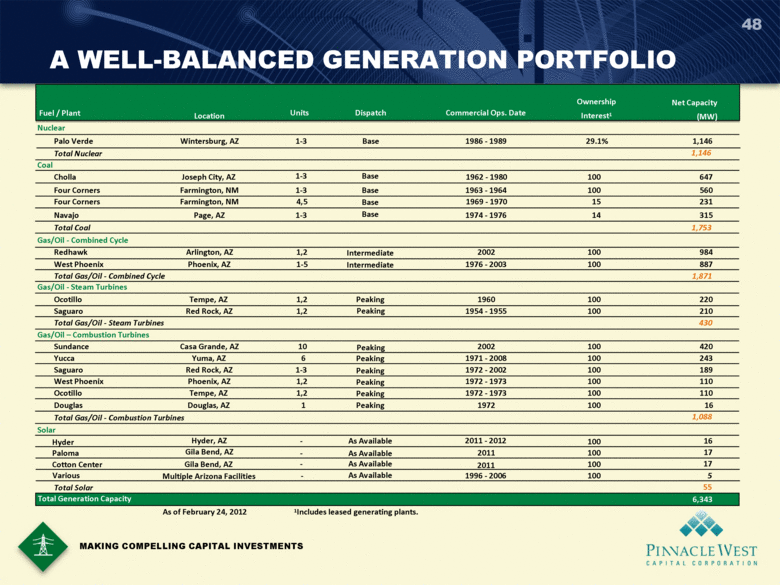 48
A WELL-BALANCED GENERATION PORTFOLIO
Fuel / Plant Location Units Dispatch Commercial Ops. Date Ownership Interest¹ Net Capacity (MW)
Nuclear
Palo Verde Wintersburg, AZ 1-3 Base 1986 - 1989 29.1% 1,146
Total Nuclear 1,146
Coal
Cholla Joseph City, AZ 1-3 Base 1962 - 1980 100 647
Four Corners Farmington, NM 1-3 Base 1963 - 1964 100 560
Four Corners Farmington, NM 4,5 Base 1969 - 1970 15 231
Navajo Page, AZ 1-3 Base 1974 - 1976 14 315
Total Coal 1,753
Gas/Oil - Combined Cycle
Redhawk Arlington, AZ 1,2 Intermediate 2002 100 984
West Phoenix Phoenix, AZ 1-5 Intermediate 1976 - 2003 100 887
Total Gas/Oil - Combined Cycle 1,871
Gas/Oil - Steam Turbines
Ocotillo Tempe, AZ 1,2 Peaking 1960 100 220
Saguaro Red Rock, AZ 1,2 Peaking 1954 - 1955 100 210
Total Gas/Oil - Steam Turbines 430
Gas/Oil – Combustion Turbines
Sundance Casa Grande, AZ 10 Peaking 2002 100 420
Yucca Yuma, AZ 6 Peaking 1971 - 2008 100 243
Saguaro Red Rock, AZ 1-3 Peaking 1972 - 2002 100 189
West Phoenix Phoenix, AZ 1,2 Peaking 1972 - 1973 100 110
Ocotillo Tempe, AZ 1,2 Peaking 1972 - 1973 100 110
Douglas Douglas, AZ 1 Peaking 1972 100 16
Total Gas/Oil - Combustion Turbines 1,088
Solar
Hyder Hyder, AZ - As Available 2011 - 2012 100 16
Paloma Gila Bend, AZ - As Available 2011 100 17
Cotton Center Gila Bend, AZ - As Available 2011 100 17
Various Multiple Arizona Facilities - As Available 1996 - 2006 100 5
Total Solar 55
Total Generation Capacity 6,343
As of February 24, 2012 ¹Includes leased generating plants.
MAKING COMPELLING CAPITAL INVESTMENTS
PINNACLE WEST
CAPITAL CORPORATION